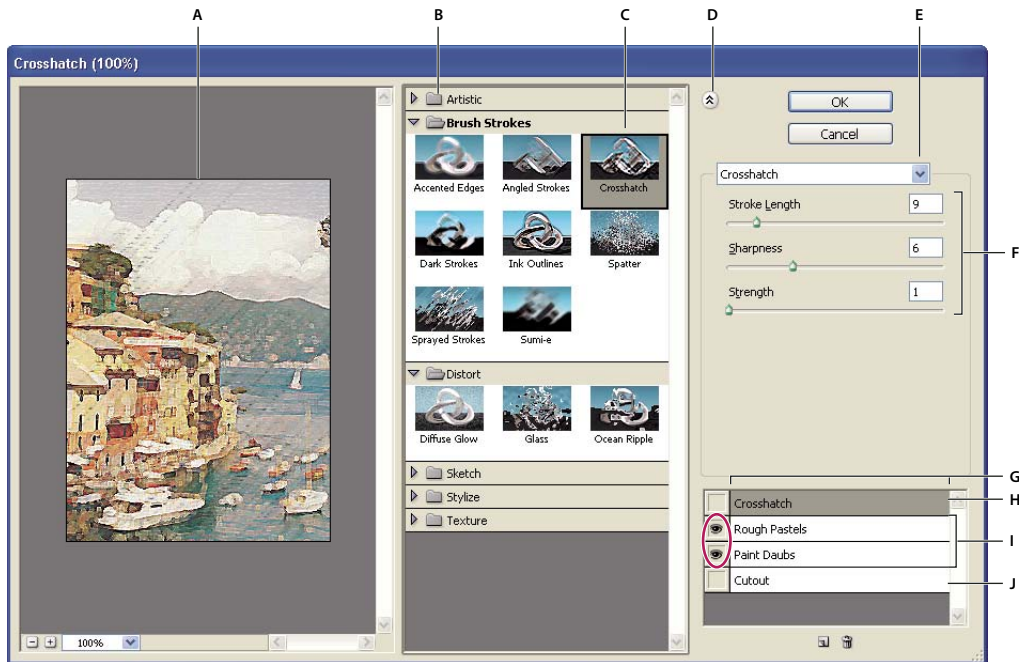 A B C D E
Crosshatch (100%)
Artistic
Brush Strokes
Accented Edges Angled Strokes Crosshatch
Dark Strokes Ink Outlines Spatter
Sprayed Strokes Sumi-e
Distort
Diffuse Glow Glass Ocean Ripple
Sketch
Stylize
Texture
OK
Cancel
Crosshatch
Stroke Length 9
Sharpness 6
Strength 1
F
G
Crosshatch H
Rough Pastels
I
Paint Daubs
Cutout J
100%